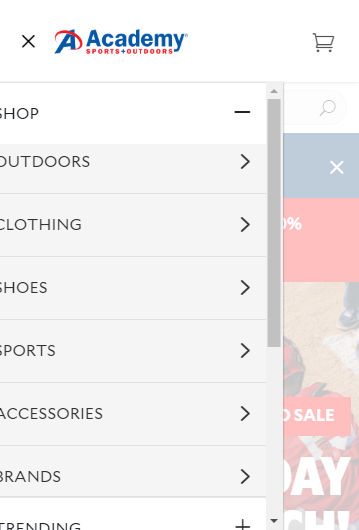 Academy
SPORTS+OUTDOORS
SHOP
OUTDOORS
CLOTHING
SHOES
SPORTS
ACCESSORIES
BRANDS
TRENDING
SALE